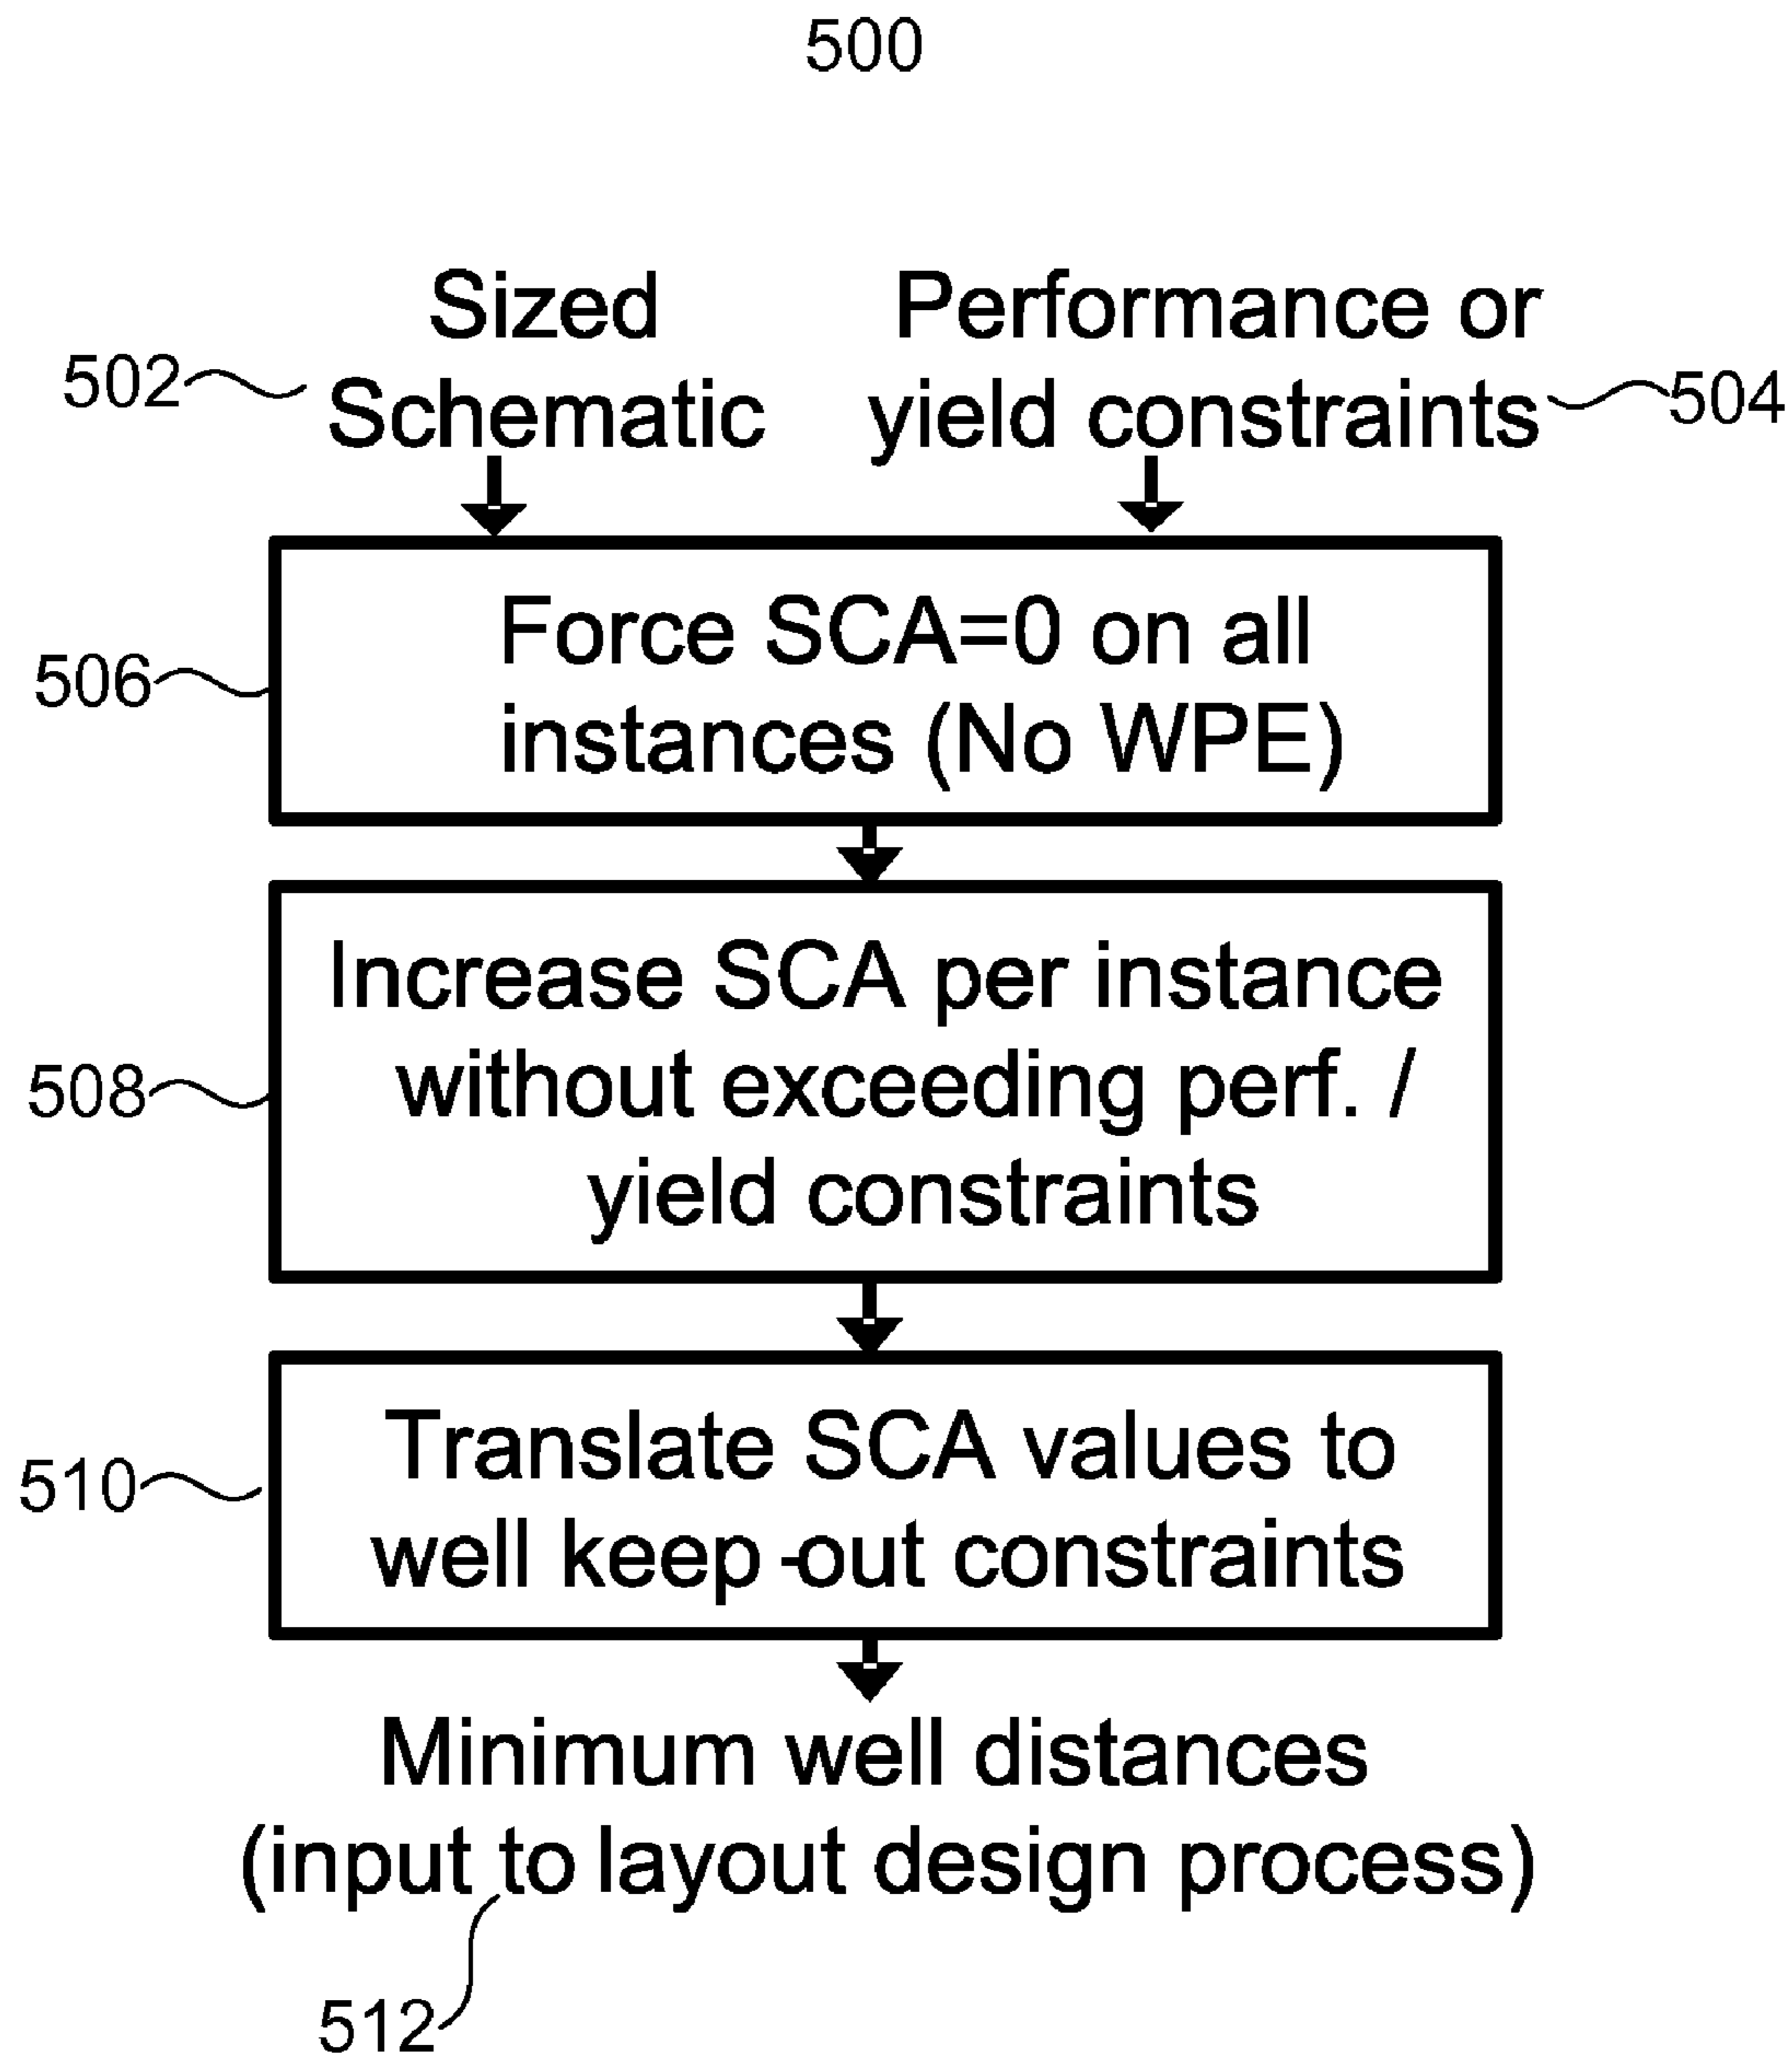 500
Sized
Schematic
502
Performance or
yield constraints
504
Force SCA=0 on all
instances (No WPE)
506
Increase SCA per instance
without exceeding perf. /
yield constraints
508
Translate SCA values to
well keep-out constraints
510
Minimum well distances
(input to layout design process)
512